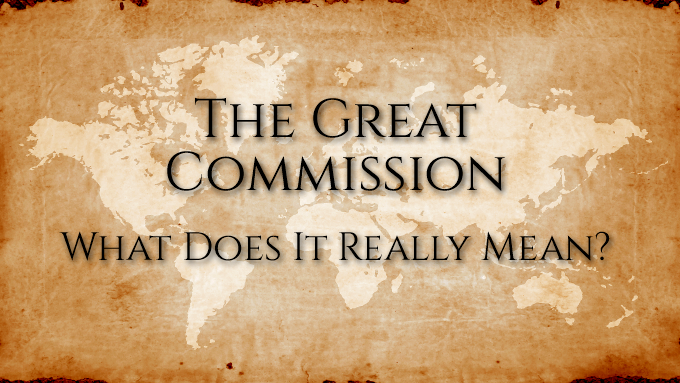 The Great
Commission
What Does It Really Mean?